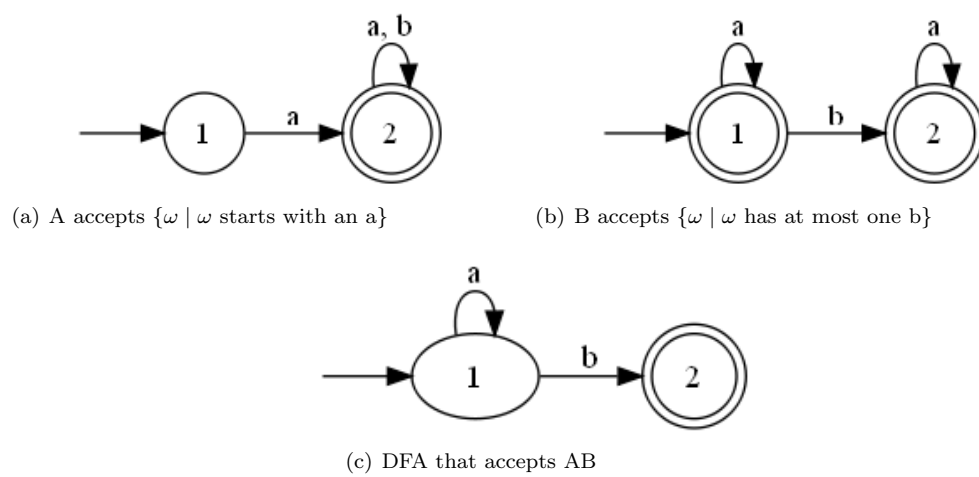 a, b
a
a
a
1
2
b
1
2
(a) A accepts {ω | ω starts with an a}
(b) B accepts {ω | ω has at most one b}
a
b
1
2
(c) DFA that accepts AB